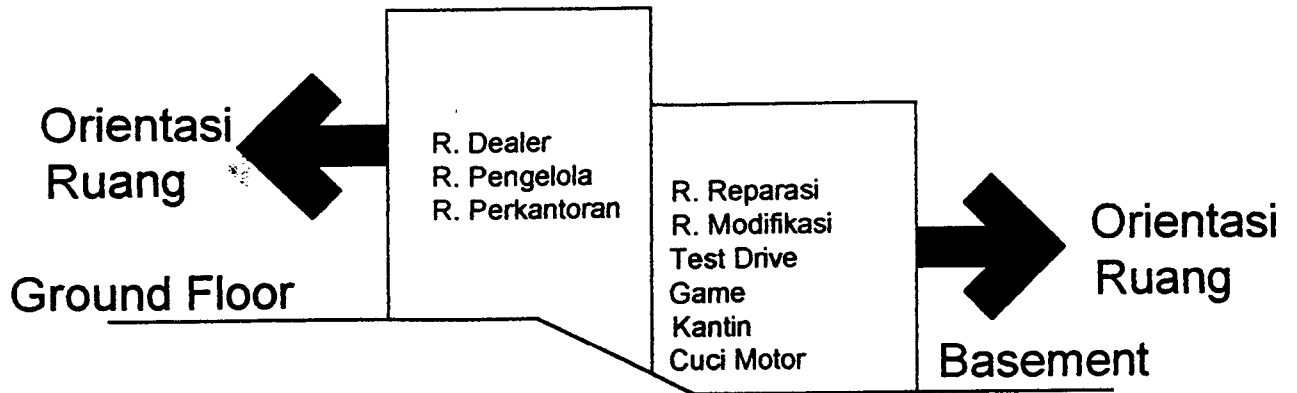 Orientasi
Ruang
Ground Floor
R. Dealer
R. Pengelola
R. Perkantoran
R. Reparasi
R. Modifikasi
Test Drive
Game
Kantin
Cuci Motor
Orientasi
Ruang
Basement